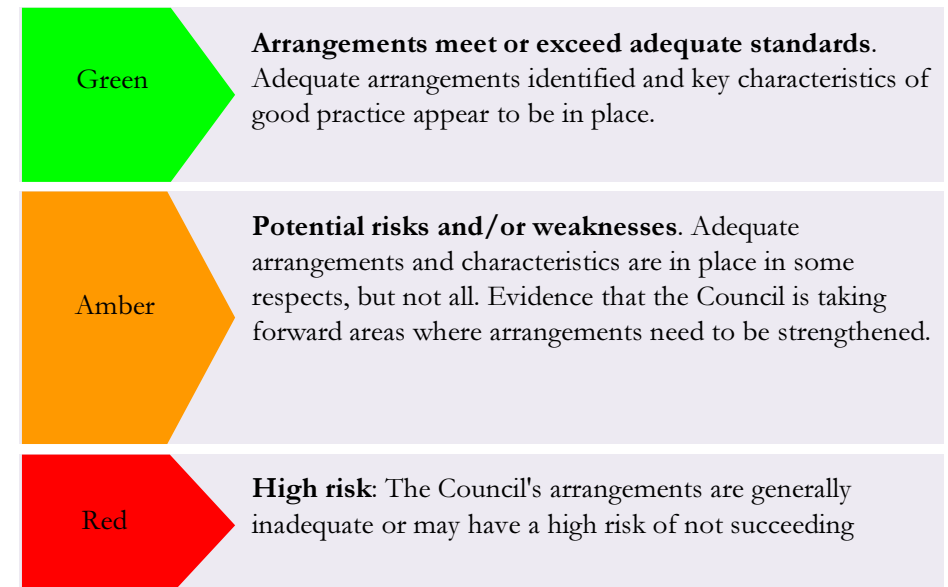 Green
Arrangements meet or exceed adequate standards.
Adequate arrangements identified and key characteristics of
good practice appear to be in place.
Amber
Potential risks and/or weaknesses. Adequate
arrangements and characteristics are in place in some
respects, but not all. Evidence that the Council is taking
forward areas where arrangements need to be strengthened.
Red
High risk: The Council's arrangements are generally
inadequate or may have a high risk of not succeeding